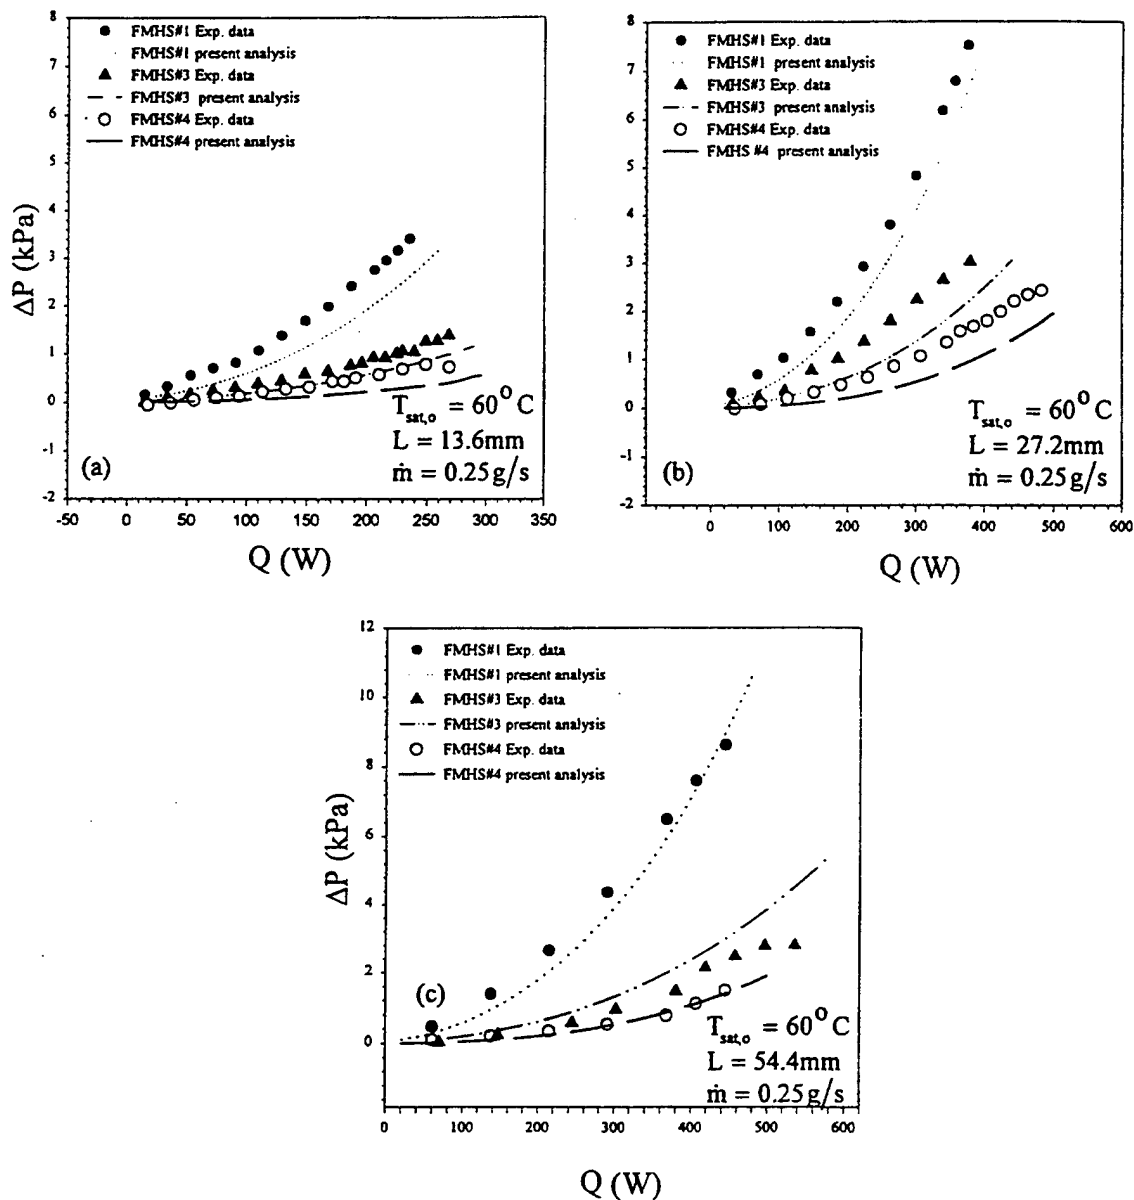 8
7
6
5
4
3
2
1
0
-1
-2
ΔP (kPa)
FMHS#1 Exp. data
FMHS#1 present analysis
FMHS#3 Exp. data
FMHS#3 present analysis
FMHS#4 Exp. data
FMHS#4 present analysis
(a)
T_sat,o = 60°C
L = 13.6mm
ṁ = 0.25g/s
-50 0 50 100 150 200 250 300 350
Q (W)
8
7
6
5
4
3
2
1
0
-1
-2
FMHS#1 Exp. data
FMHS#1 present analysis
FMHS#3 Exp. data
FMHS#3 present analysis
FMHS#4 Exp. data
FMHS #4 present analysis
(b)
T_sat,o = 60°C
L = 27.2mm
ṁ = 0.25g/s
0 100 200 300 400 500 600
Q (W)
12
10
8
6
4
2
0
ΔP (kPa)
FMHS#1 Exp. data
FMHS#1 present analysis
FMHS#3 Exp. data
FMHS#3 present analysis
FMHS#4 Exp. data
FMHS#4 present analysis
(c)
T_sat,o = 60°C
L = 54.4mm
ṁ = 0.25g/s
0 100 200 300 400 500 600
Q (W)